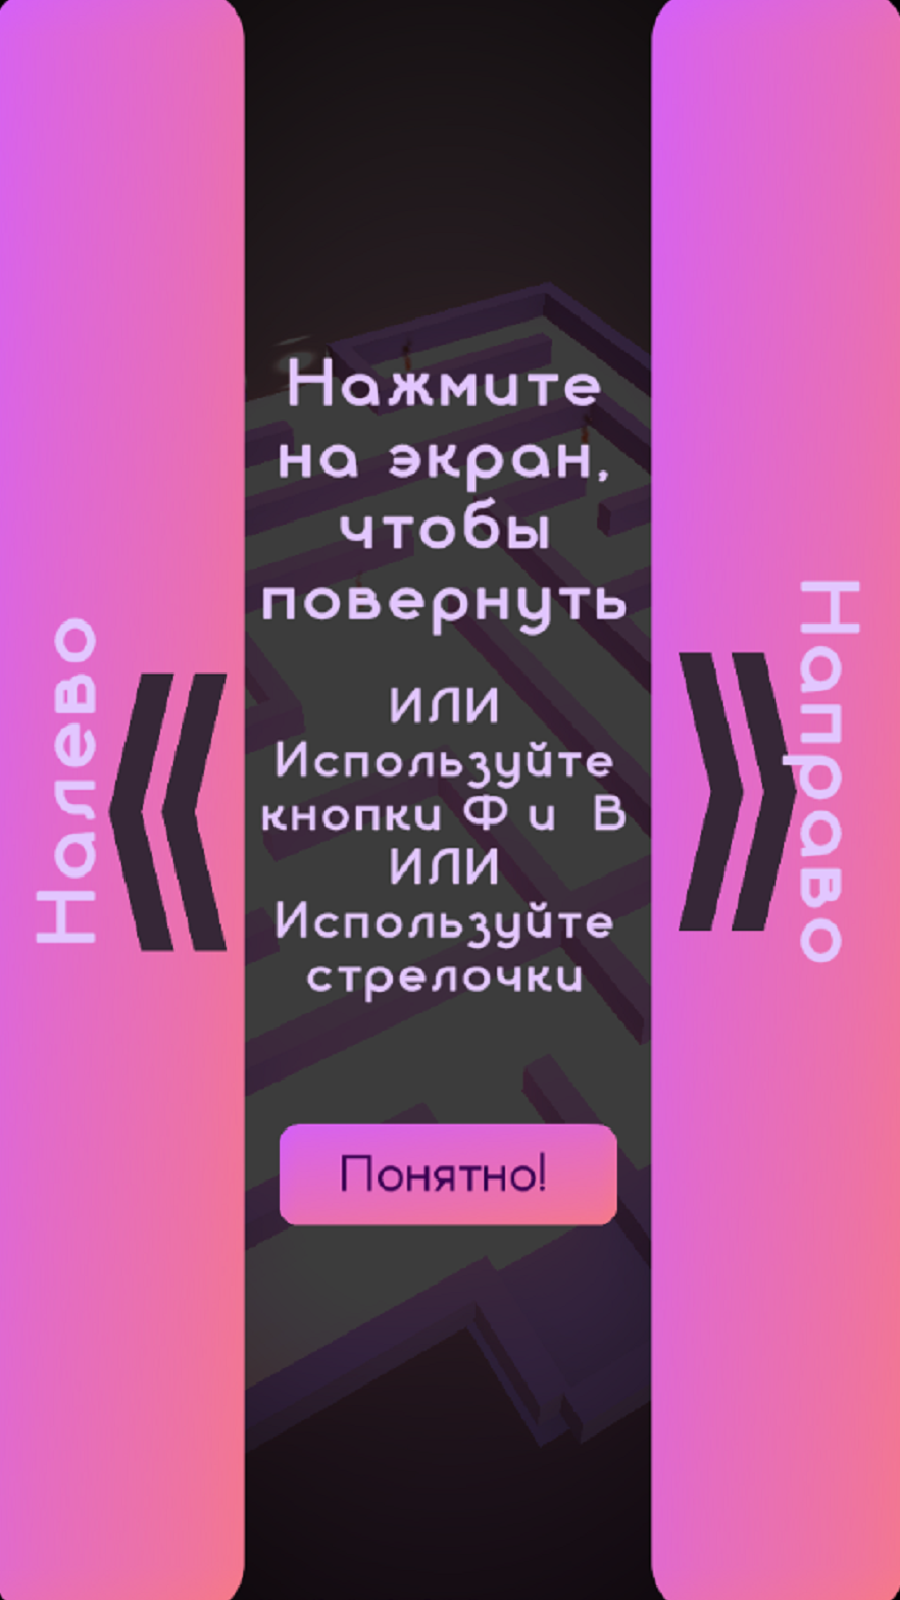 Налево
Нажмите
на экран,
чтобы
повернуть
ИЛИ
Используйте
кнопки Ф и В
ИЛИ
Используйте
стрелочки
Понятно!
Направо